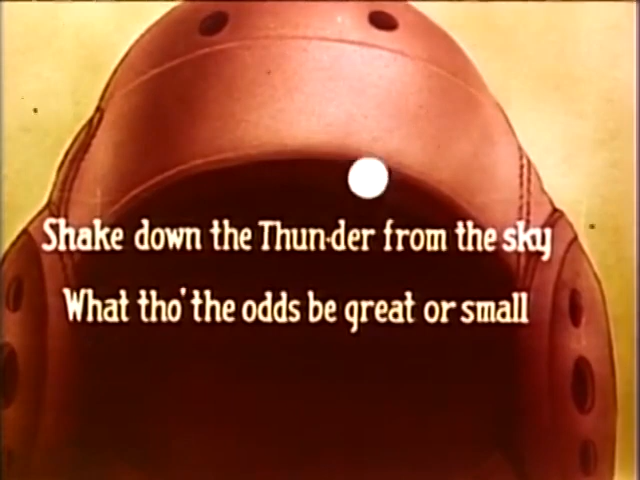 Shake down the Thun-der from the sky
What tho' the odds be great or small